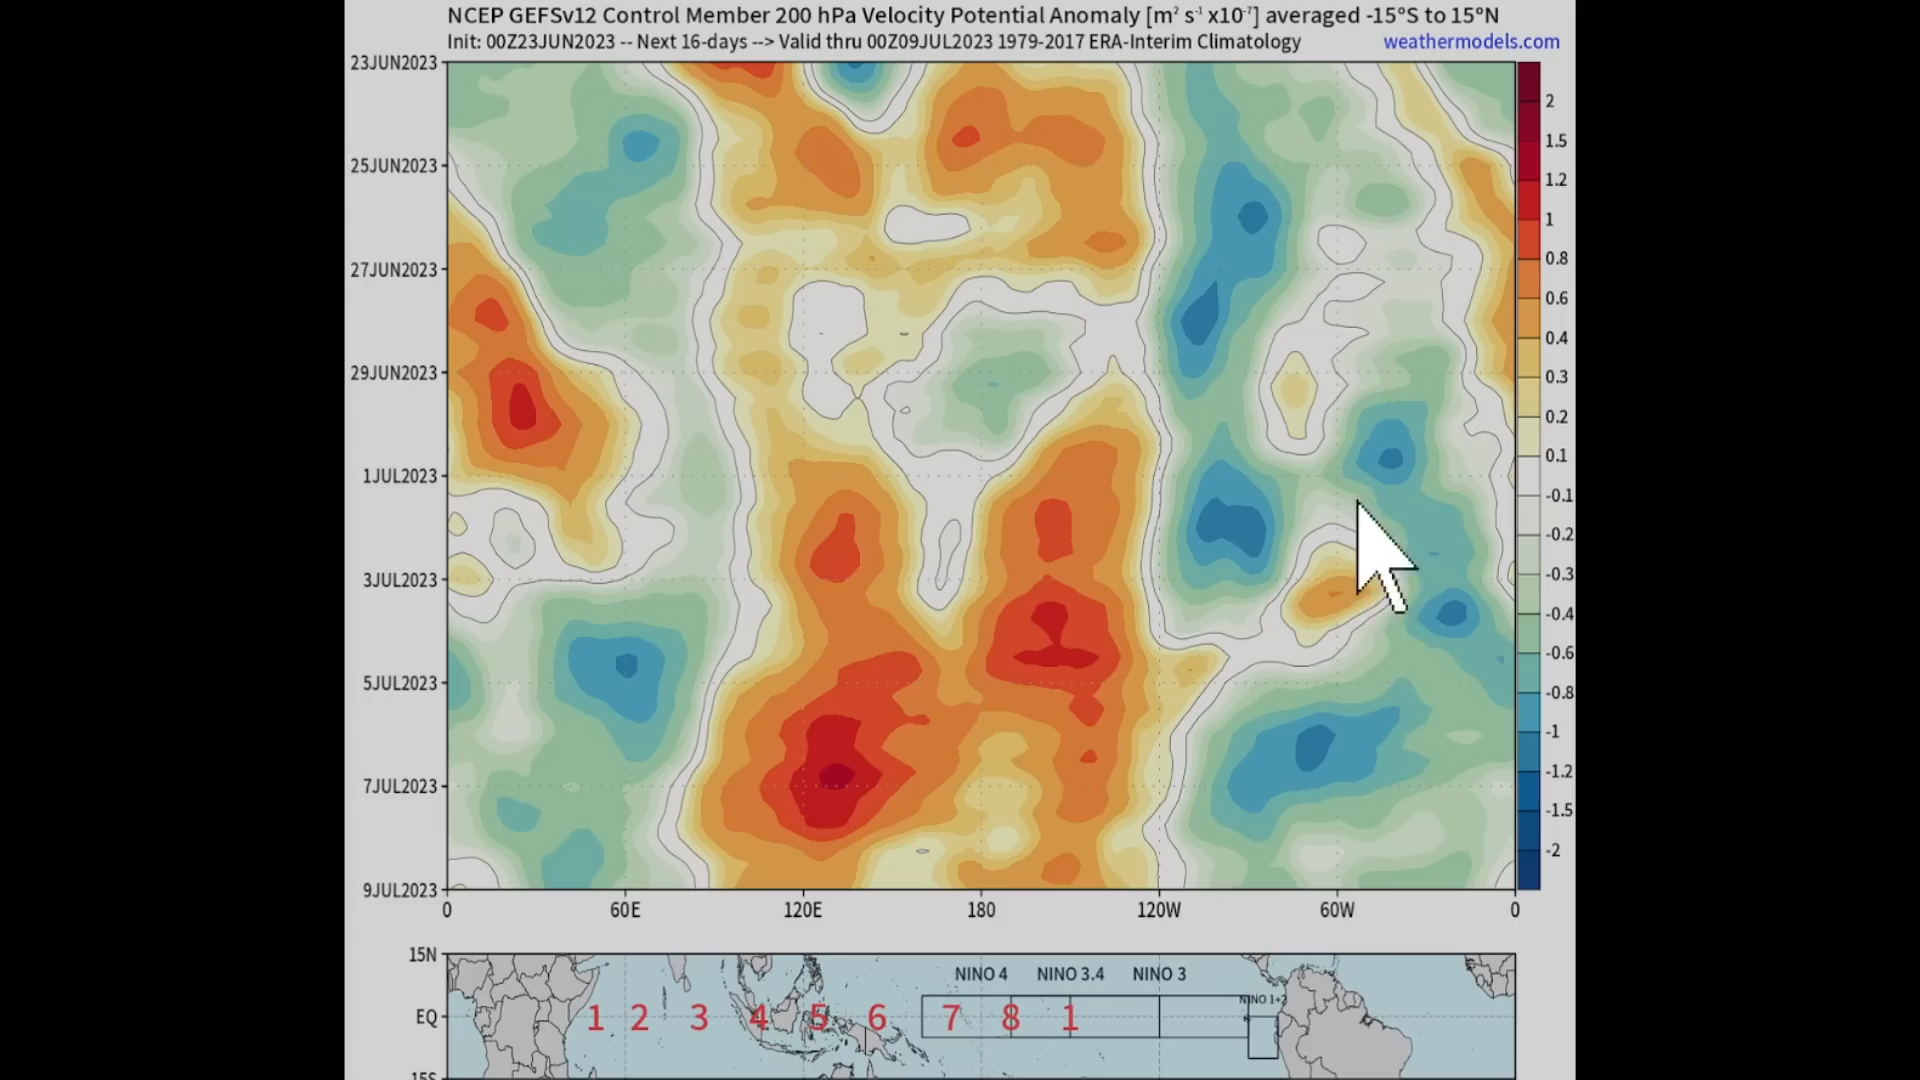 NCEP GEFSv12 Control Member 200 hPa Velocity Potential Anomaly [m² s⁻¹ x10⁻⁷] averaged -15°S to 15°N
Init: 00Z23JUN2023 -- Next 16-days --> Valid thru 00Z09JUL2023 1979-2017 ERA-Interim Climatology
weathermodels.com
23JUN2023
25JUN2023
27JUN2023
29JUN2023
1JUL2023
3JUL2023
5JUL2023
7JUL2023
9JUL2023
2
1.5
1.2
1
0.8
0.6
0.4
0.3
0.2
0.1
-0.1
-0.2
-0.3
-0.4
-0.6
-0.8
-1
-1.2
-1.5
-2
0 60E 120E 180 120W 60W 0
15N
NINO 4 NINO 3.4 NINO 3
NINO 1+2
EQ 1 2 3 4 5 6 7 8 1
15S